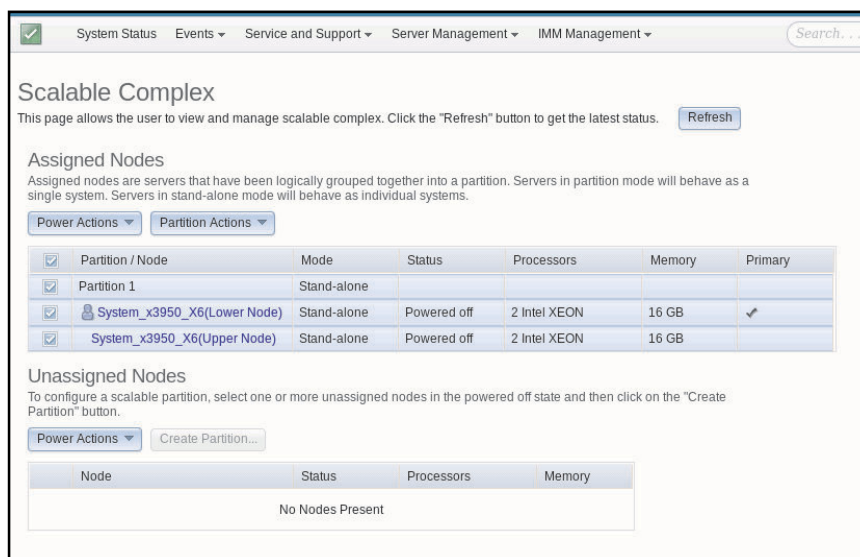 System Status Events Service and Support Server Management IMM Management Search. . .
Scalable Complex
This page allows the user to view and manage scalable complex. Click the "Refresh" button to get the latest status. Refresh
Assigned Nodes
Assigned nodes are servers that have been logically grouped together into a partition. Servers in partition mode will behave as a
single system. Servers in stand-alone mode will behave as individual systems.
Power Actions Partition Actions
Partition / Node Mode Status Processors Memory Primary
Partition 1 Stand-alone
System_x3950_X6(Lower Node) Stand-alone Powered off 2 Intel XEON 16 GB
System_x3950_X6(Upper Node) Stand-alone Powered off 2 Intel XEON 16 GB
Unassigned Nodes
To configure a scalable partition, select one or more unassigned nodes in the powered off state and then click on the "Create
Partition" button.
Power Actions Create Partition...
Node Status Processors Memory
No Nodes Present